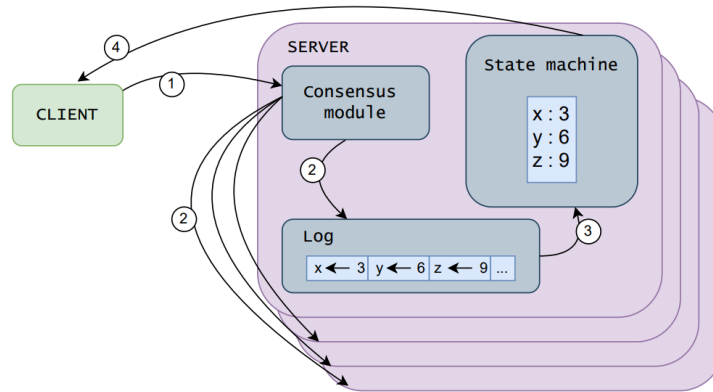 4
SERVER
State machine
1
Consensus
module
CLIENT
x : 3
y : 6
z : 9
2
2
Log
3
x ← 3 y ← 6 z ← 9 ...